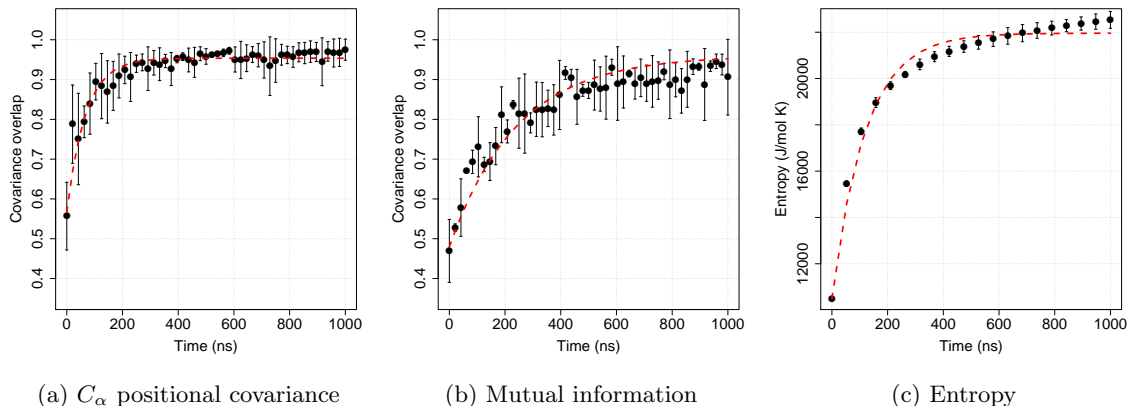 1.0
0.9
0.8
0.7
0.6
0.5
0.4
Covariance overlap
0 200 400 600 800 1000
Time (ns)
(a) Cα positional covariance
1.0
0.9
0.8
0.7
0.6
0.5
0.4
Covariance overlap
0 200 400 600 800 1000
Time (ns)
(b) Mutual information
20000
16000
12000
Entropy (J/mol K)
0 200 400 600 800 1000
Time (ns)
(c) Entropy